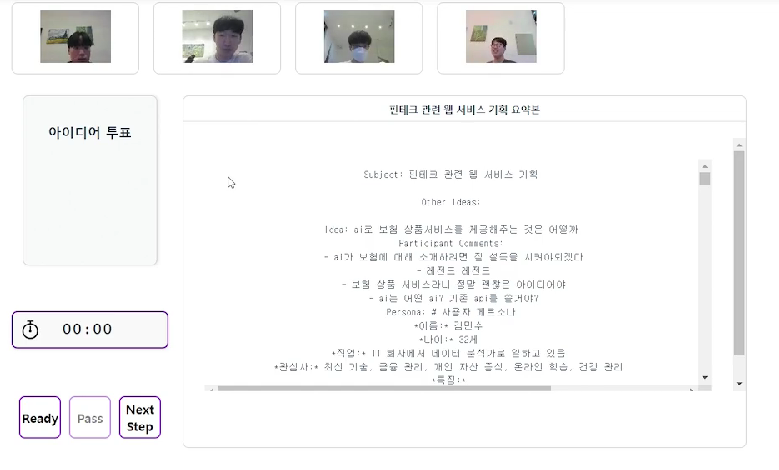 아이디어 투표
00:00
Ready
Pass
Next
Step
핀테크 관련 웹 서비스 기획 요약본
Subject: 핀테크 관련 웹 서비스 기획
Other Ideas:
Idea: ai로 보험 상품서비스를 제공해주는 것은 어떨까
Participant Comments:
- ai가 보험에 대해 소개하려면 잘 설득을 시켜야되겠다
- 레전드 레전드
- 보험 상품 서비스라니 정말 괜찮은 아이디어야
- ai는 어떤 ai? 기존 api를 쓸거야?
Persona: # 사용자 페르소나
*이름:* 김민수
*나이:* 32세
*직업:* IT 회사에서 데이터 분석가로 일하고 있음
*관심사:* 최신 기술, 금융 관리, 개인 자산 증식, 온라인 학습, 건강 관리
*특징:*